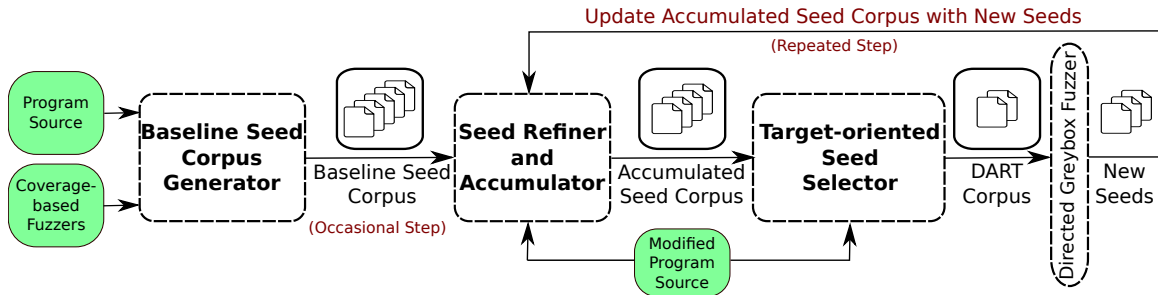 Update Accumulated Seed Corpus with New Seeds
(Repeated Step)
Program
Source
Coverage-
based
Fuzzers
Baseline Seed
Corpus
Generator
Baseline Seed
Corpus
(Occasional Step)
Seed Refiner
and
Accumulator
Accumulated
Seed Corpus
Modified
Program
Source
Target-oriented
Seed
Selector
DART
Corpus
Directed Greybox Fuzzer
New
Seeds